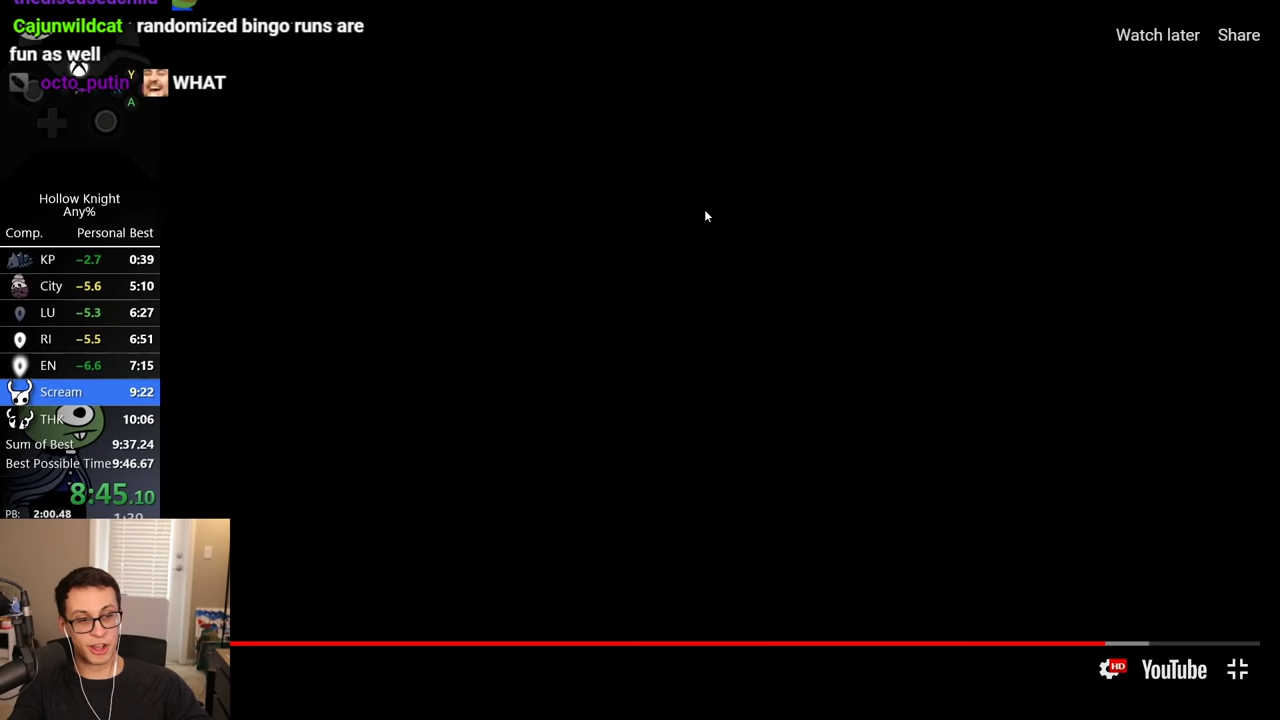 Cajunwildcat randomized bingo runs are
fun as well
octo_putin WHAT
Watch later Share
Y
A
Hollow Knight
Any%
Comp. Personal Best
KP -2.7 0:39
City -5.6 5:10
LU -5.3 6:27
RI -5.5 6:51
EN -6.6 7:15
Scream 9:22
THK 10:06
Sum of Best 9:37.24
Best Possible Time 9:46.67
8:45.10
PB: 2:00.48
HD YouTube